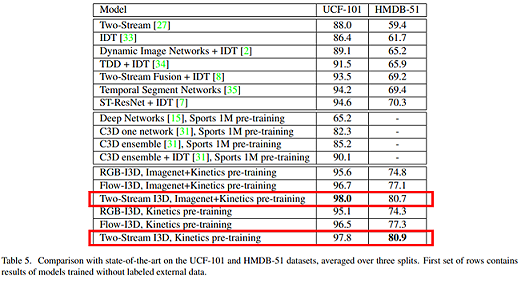 Model UCF-101 HMDB-51
Two-Stream [27] 88.0 59.4
IDT [33] 86.4 61.7
Dynamic Image Networks + IDT [2] 89.1 65.2
TDD + IDT [34] 91.5 65.9
Two-Stream Fusion + IDT [8] 93.5 69.2
Temporal Segment Networks [35] 94.2 69.4
ST-ResNet + IDT [7] 94.6 70.3
Deep Networks [15], Sports 1M pre-training 65.2 -
C3D one network [31], Sports 1M pre-training 82.3 -
C3D ensemble [31], Sports 1M pre-training 85.2 -
C3D ensemble + IDT [31], Sports 1M pre-training 90.1 -
RGB-I3D, Imagenet+Kinetics pre-training 95.6 74.8
Flow-I3D, Imagenet+Kinetics pre-training 96.7 77.1
Two-Stream I3D, Imagenet+Kinetics pre-training 98.0 80.7
RGB-I3D, Kinetics pre-training 95.1 74.3
Flow-I3D, Kinetics pre-training 96.5 77.3
Two-Stream I3D, Kinetics pre-training 97.8 80.9
Table 5. Comparison with state-of-the-art on the UCF-101 and HMDB-51 datasets, averaged over three splits. First set of rows contains
results of models trained without labeled external data.